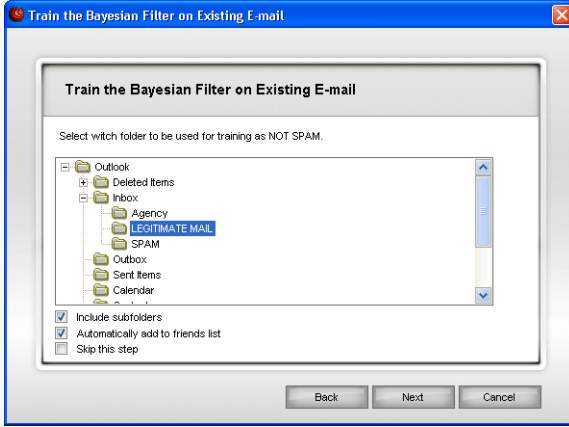 Train the Bayesian Filter on Existing E-mail
Train the Bayesian Filter on Existing E-mail
Select witch folder to be used for training as NOT SPAM.
Outlook
Deleted Items
Inbox
Agency
LEGITIMATE MAIL
SPAM
Outbox
Sent Items
Calendar
Include subfolders
Automatically add to friends list
Skip this step
Back Next Cancel